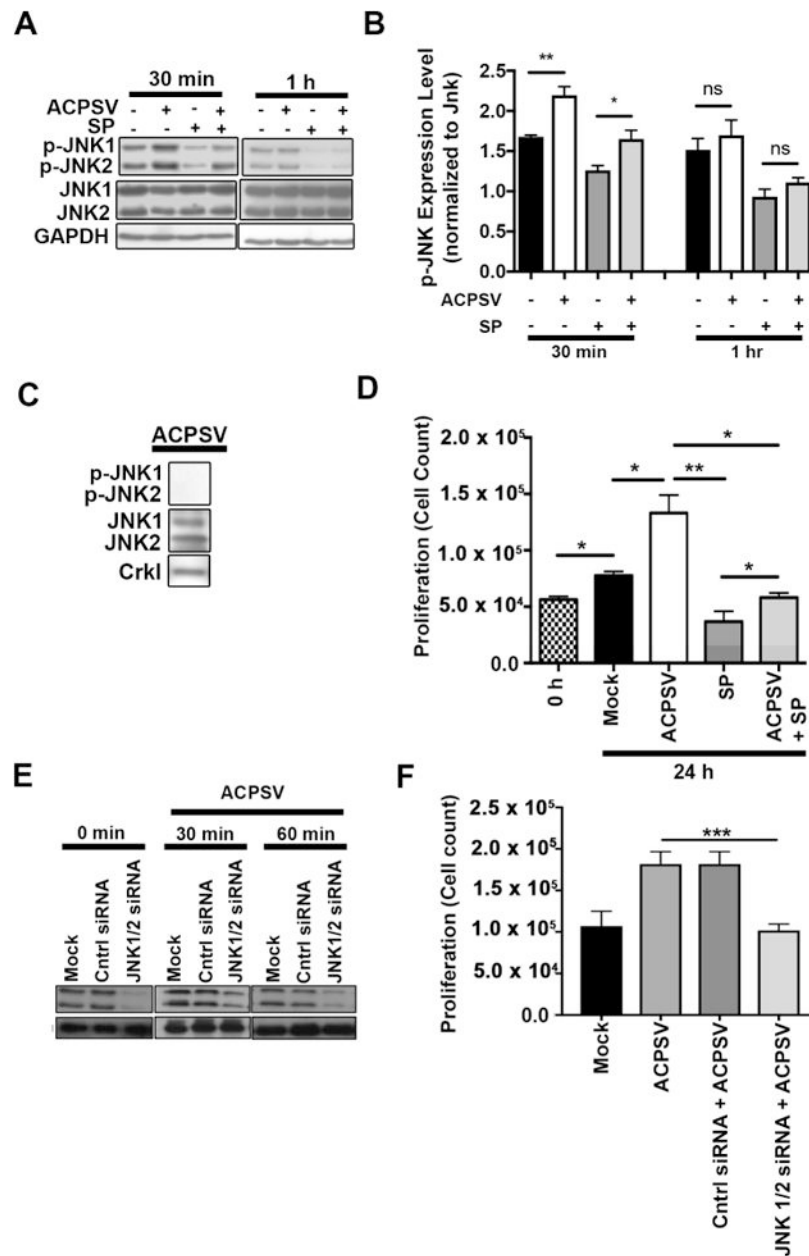 A
30 min 1 h
ACPSV - + - + - + - +
SP - - + + - - + +
p-JNK1
p-JNK2
JNK1
JNK2
GAPDH
B
p-JNK Expression Level
(normalized to Jnk)
2.5
2.0
1.5
1.0
0.5
0.0
** * ns ns
ACPSV - + - + - + - +
SP - - + + - - + +
30 min 1 hr
C
ACPSV
p-JNK1
p-JNK2
JNK1
JNK2
Crkl
D
Proliferation (Cell Count)
2.0 x 10⁵
1.5 x 10⁵
1.0 x 10⁵
5.0 x 10⁴
0.0
*
* **
* *
0 h
Mock
ACPSV
SP
ACPSV
+ SP
24 h
E
ACPSV
0 min 30 min 60 min
Mock
Cntrl siRNA
JNK1/2 siRNA
Mock
Cntrl siRNA
JNK1/2 siRNA
Mock
Cntrl siRNA
JNK1/2 siRNA
F
Proliferation (Cell count)
2.5 x 10⁵
2.0 x 10⁵
1.5 x 10⁵
1.0 x 10⁵
5.0 x 10⁴
0.0
***
Mock
ACPSV
Cntrl siRNA + ACPSV
JNK 1/2 siRNA + ACPSV